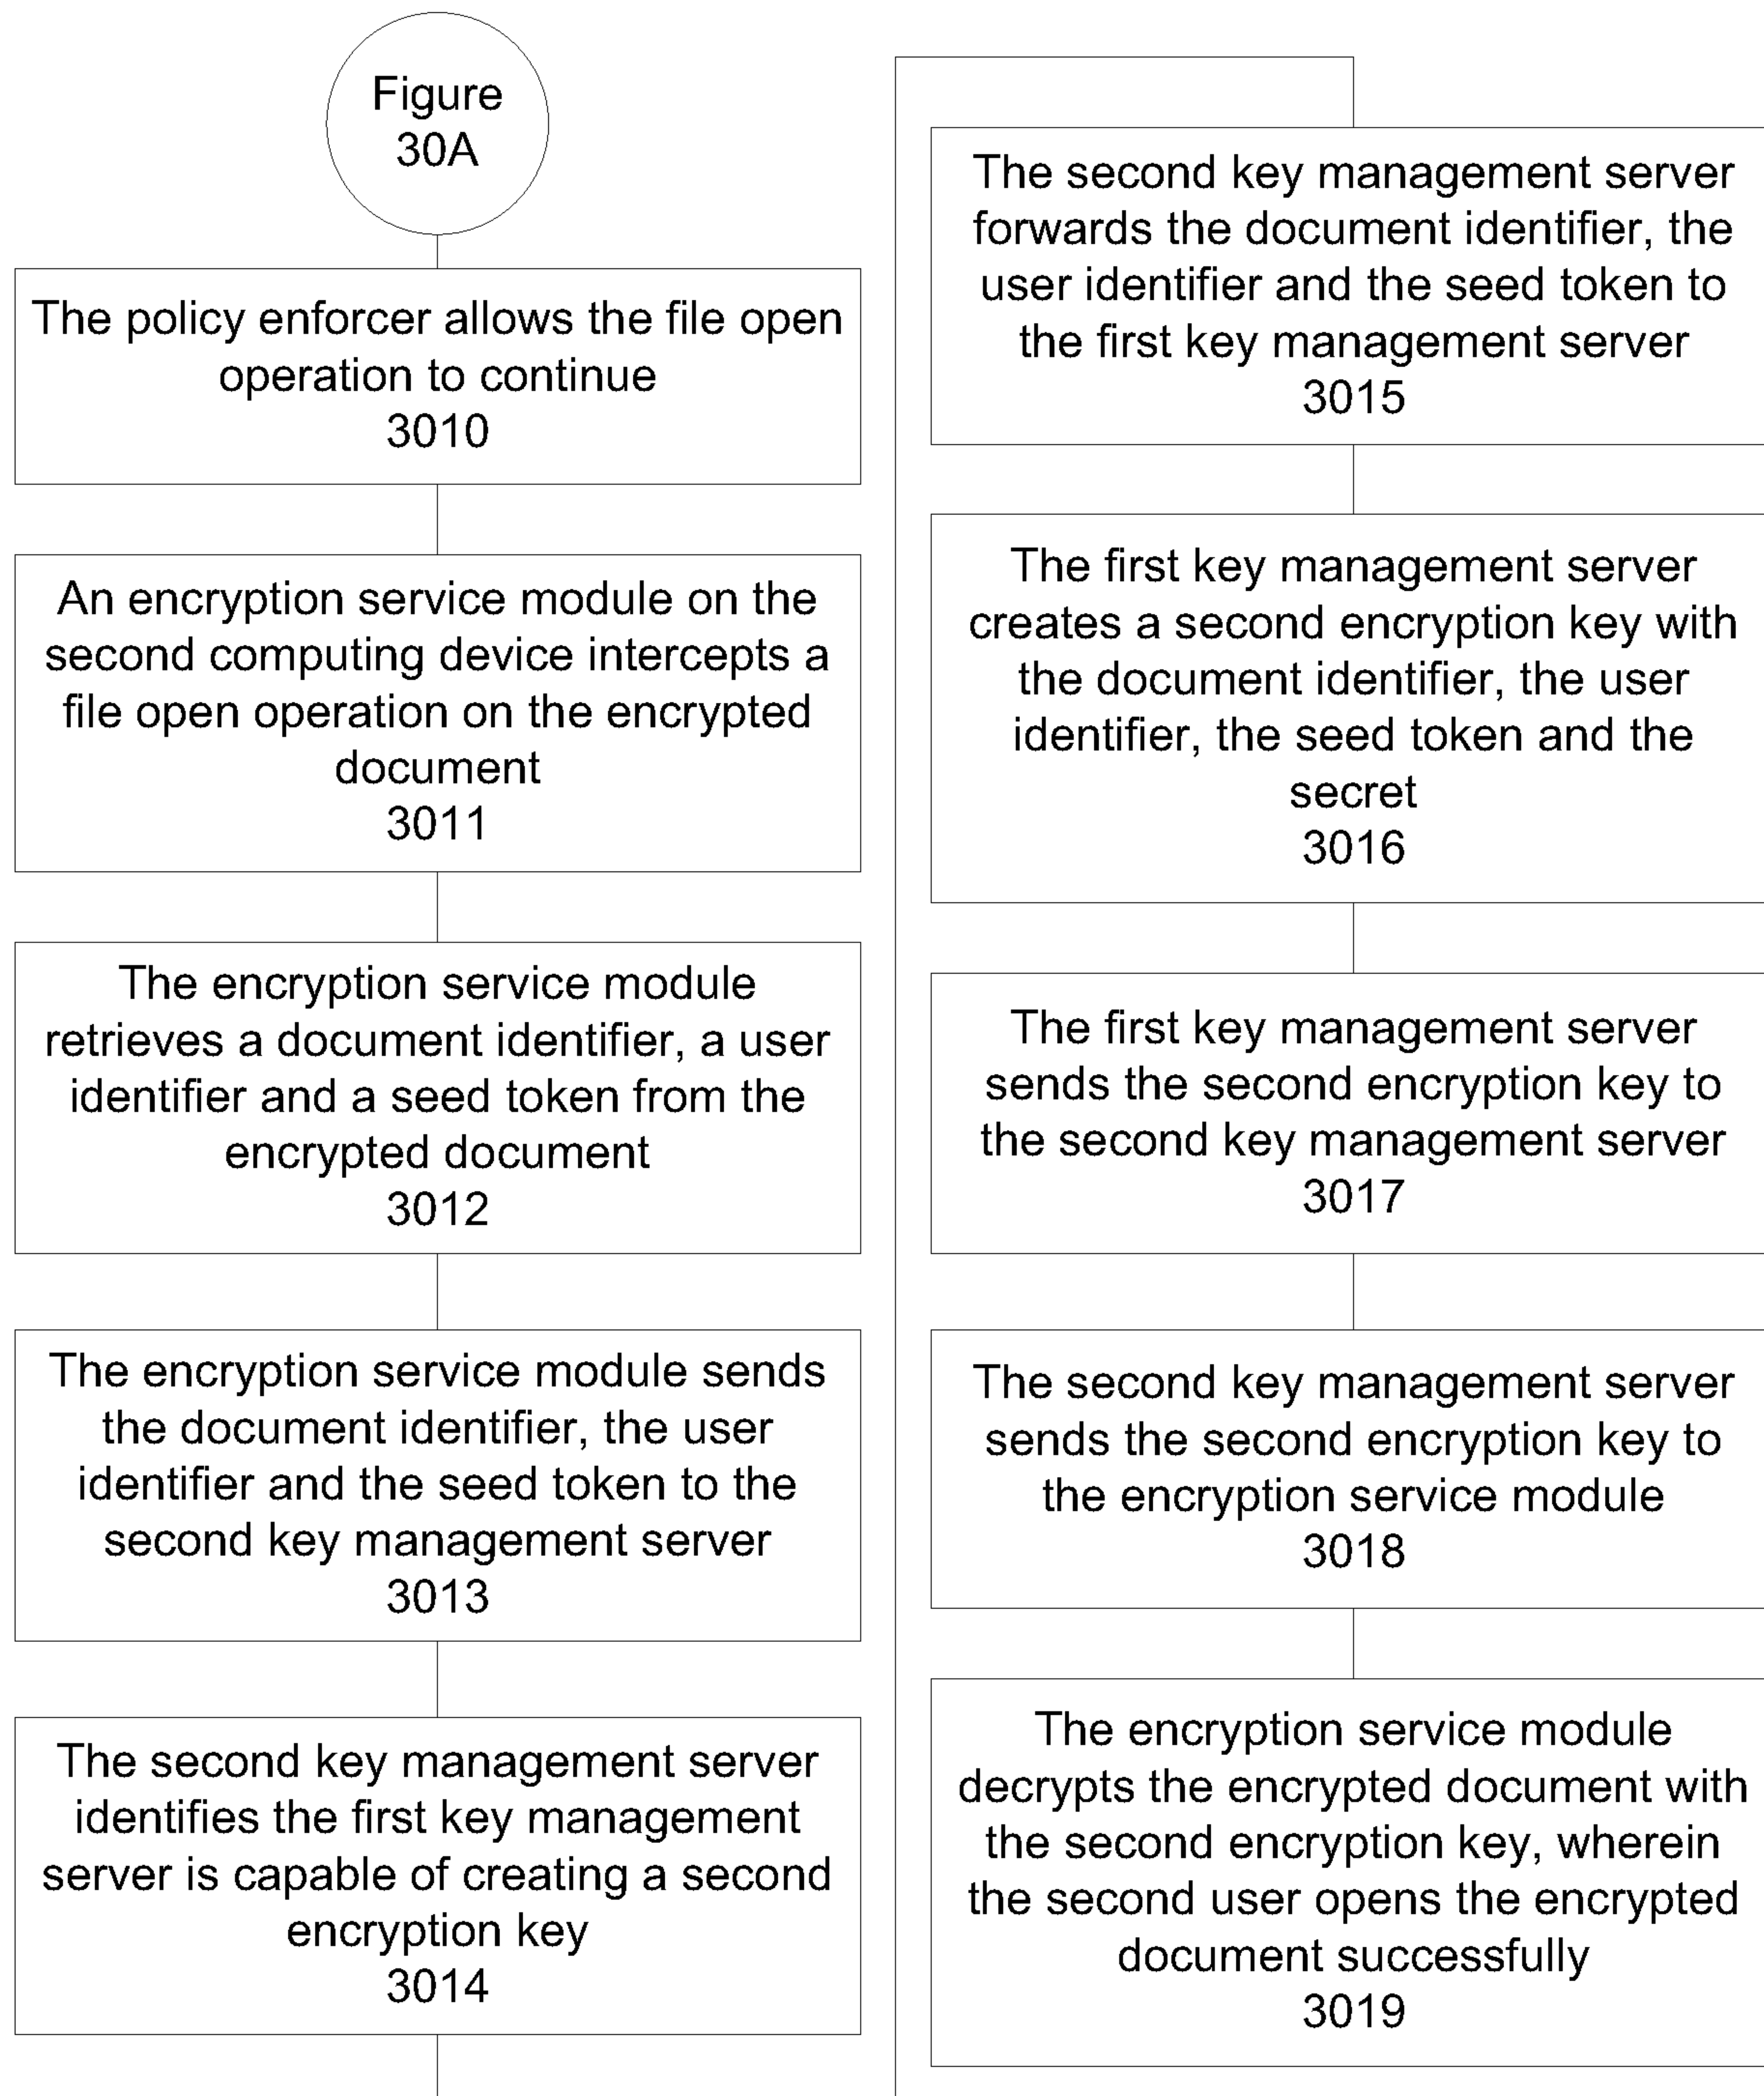 Figure
30A
The policy enforcer allows the file open
operation to continue
3010
An encryption service module on the
second computing device intercepts a
file open operation on the encrypted
document
3011
The encryption service module
retrieves a document identifier, a user
identifier and a seed token from the
encrypted document
3012
The encryption service module sends
the document identifier, the user
identifier and the seed token to the
second key management server
3013
The second key management server
identifies the first key management
server is capable of creating a second
encryption key
3014
The second key management server
forwards the document identifier, the
user identifier and the seed token to
the first key management server
3015
The first key management server
creates a second encryption key with
the document identifier, the user
identifier, the seed token and the
secret
3016
The first key management server
sends the second encryption key to
the second key management server
3017
The second key management server
sends the second encryption key to
the encryption service module
3018
The encryption service module
decrypts the encrypted document with
the second encryption key, wherein
the second user opens the encrypted
document successfully
3019